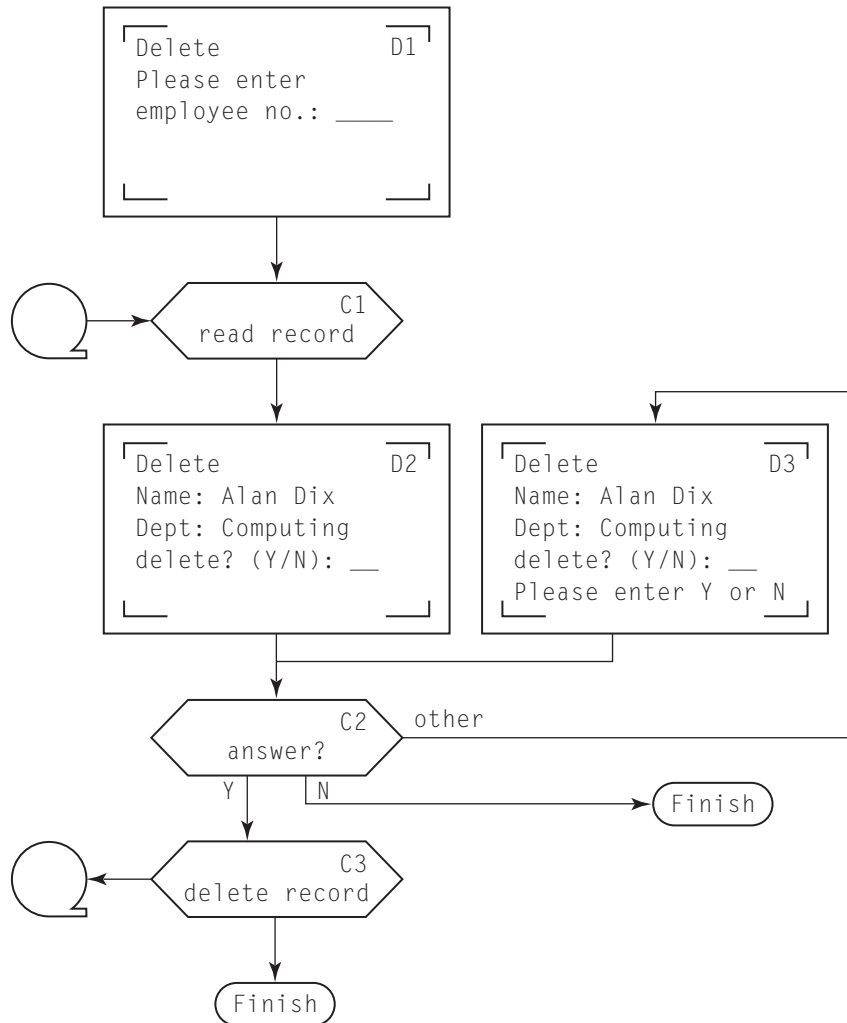 Delete D1
Please enter
employee no.: ____
C1
read record
Delete D2
Name: Alan Dix
Dept: Computing
delete? (Y/N): __
Delete D3
Name: Alan Dix
Dept: Computing
delete? (Y/N): __
Please enter Y or N
C2
answer?
other
Y
N
Finish
C3
delete record
Finish